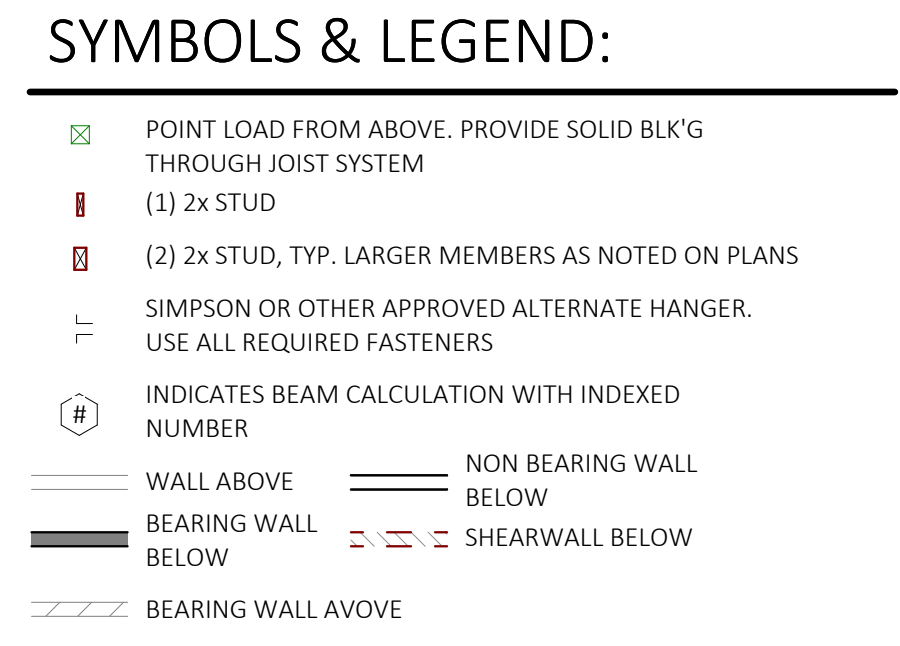 SYMBOLS & LEGEND:
POINT LOAD FROM ABOVE. PROVIDE SOLID BLK'G
THROUGH JOIST SYSTEM
(1) 2x STUD
(2) 2x STUD, TYP. LARGER MEMBERS AS NOTED ON PLANS
SIMPSON OR OTHER APPROVED ALTERNATE HANGER.
USE ALL REQUIRED FASTENERS
#
INDICATES BEAM CALCULATION WITH INDEXED
NUMBER
WALL ABOVE
NON BEARING WALL
BELOW
BEARING WALL
BELOW
SHEARWALL BELOW
BEARING WALL AVOVE